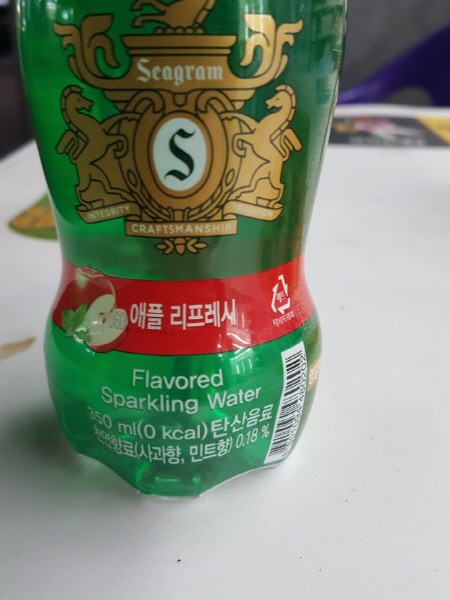 Seagram
S
INTEGRITY
CRAFTSMANSHIP
애플 리프레시
Flavored
Sparkling Water
350 ml(0 kcal) 탄산음료
천연향료(사과향, 민트향) 0.18 %